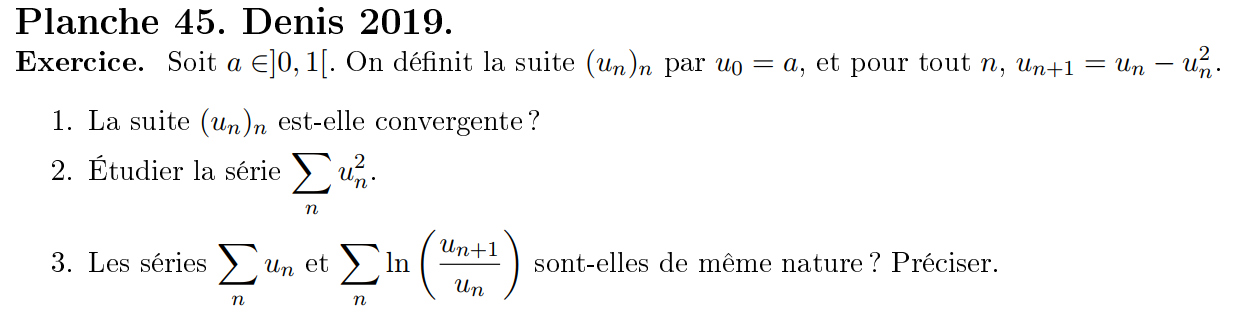 Planche 45. Denis 2019.
Exercice. Soit $a \in ]0, 1[$. On définit la suite $(u_n)_n$ par $u_0 = a$, et pour tout $n$, $u_{n+1} = u_n - u_n^2$.
1. La suite $(u_n)_n$ est-elle convergente ?
2. Étudier la série $\sum_n u_n^2$.
3. Les séries $\sum_n u_n$ et $\sum_n \ln\left(\frac{u_{n+1}}{u_n}\right)$ sont-elles de même nature ? Préciser.